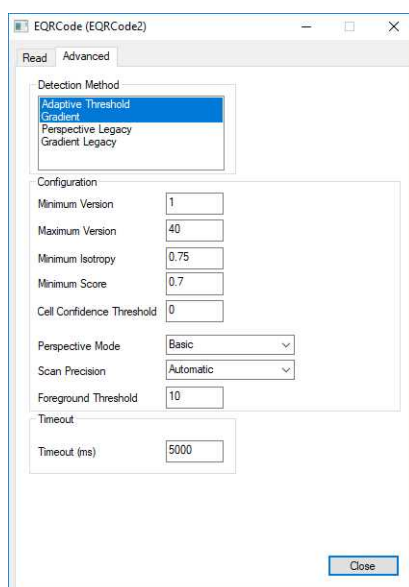 EQRCode (EQRCode2)
Read Advanced
Detection Method
Adaptive Threshold
Gradient
Perspective Legacy
Gradient Legacy
Configuration
Minimum Version 1
Maximum Version 40
Minimum Isotropy 0.75
Minimum Score 0.7
Cell Confidence Threshold 0
Perspective Mode Basic
Scan Precision Automatic
Foreground Threshold 10
Timeout
Timeout (ms) 5000
Close